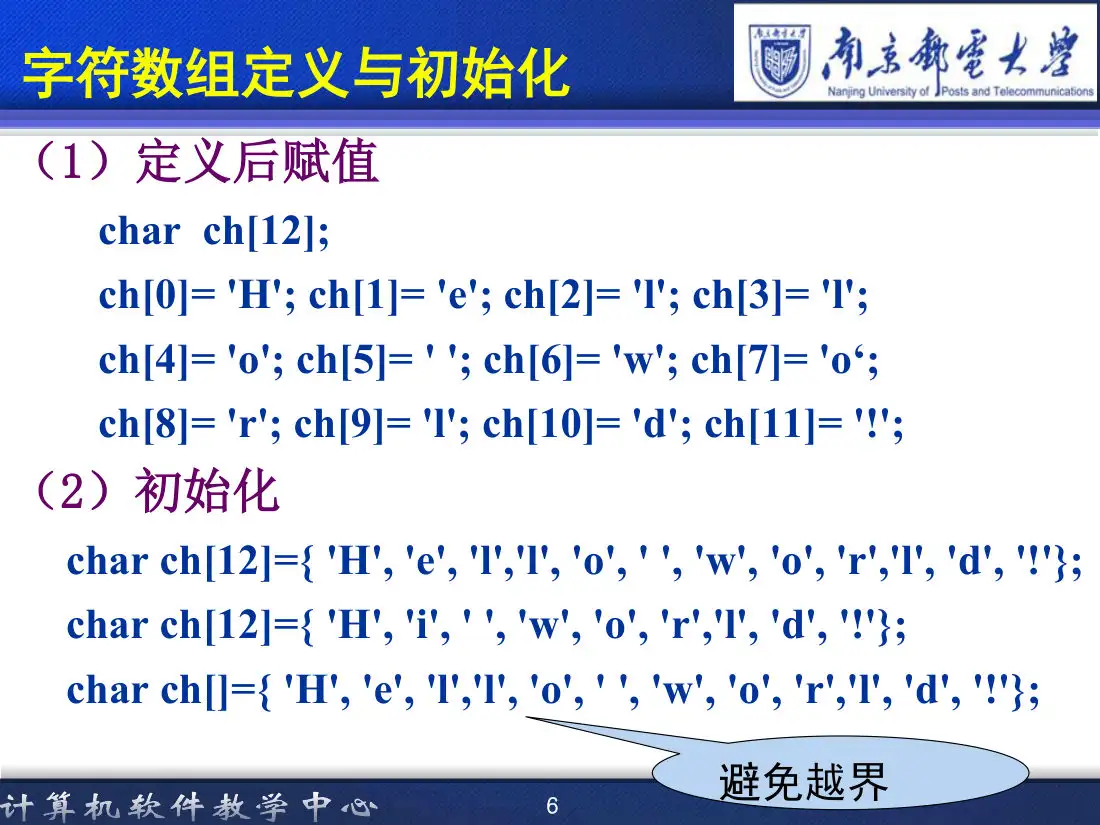 字符数组定义与初始化
南京邮电大学
Nanjing University of Posts and Telecommunications
（1）定义后赋值
char  ch[12];
ch[0]= 'H'; ch[1]= 'e'; ch[2]= 'l'; ch[3]= 'l';
ch[4]= 'o'; ch[5]= ' '; ch[6]= 'w'; ch[7]= 'o‘;
ch[8]= 'r'; ch[9]= 'l'; ch[10]= 'd'; ch[11]= '!';
（2）初始化
char ch[12]={ 'H', 'e', 'l','l', 'o', ' ', 'w', 'o', 'r','l', 'd', '!'};
char ch[12]={ 'H', 'i', ' ', 'w', 'o', 'r','l', 'd', '!'};
char ch[]={ 'H', 'e', 'l','l', 'o', ' ', 'w', 'o', 'r','l', 'd', '!'};
避免越界
计算机软件教学中心
6